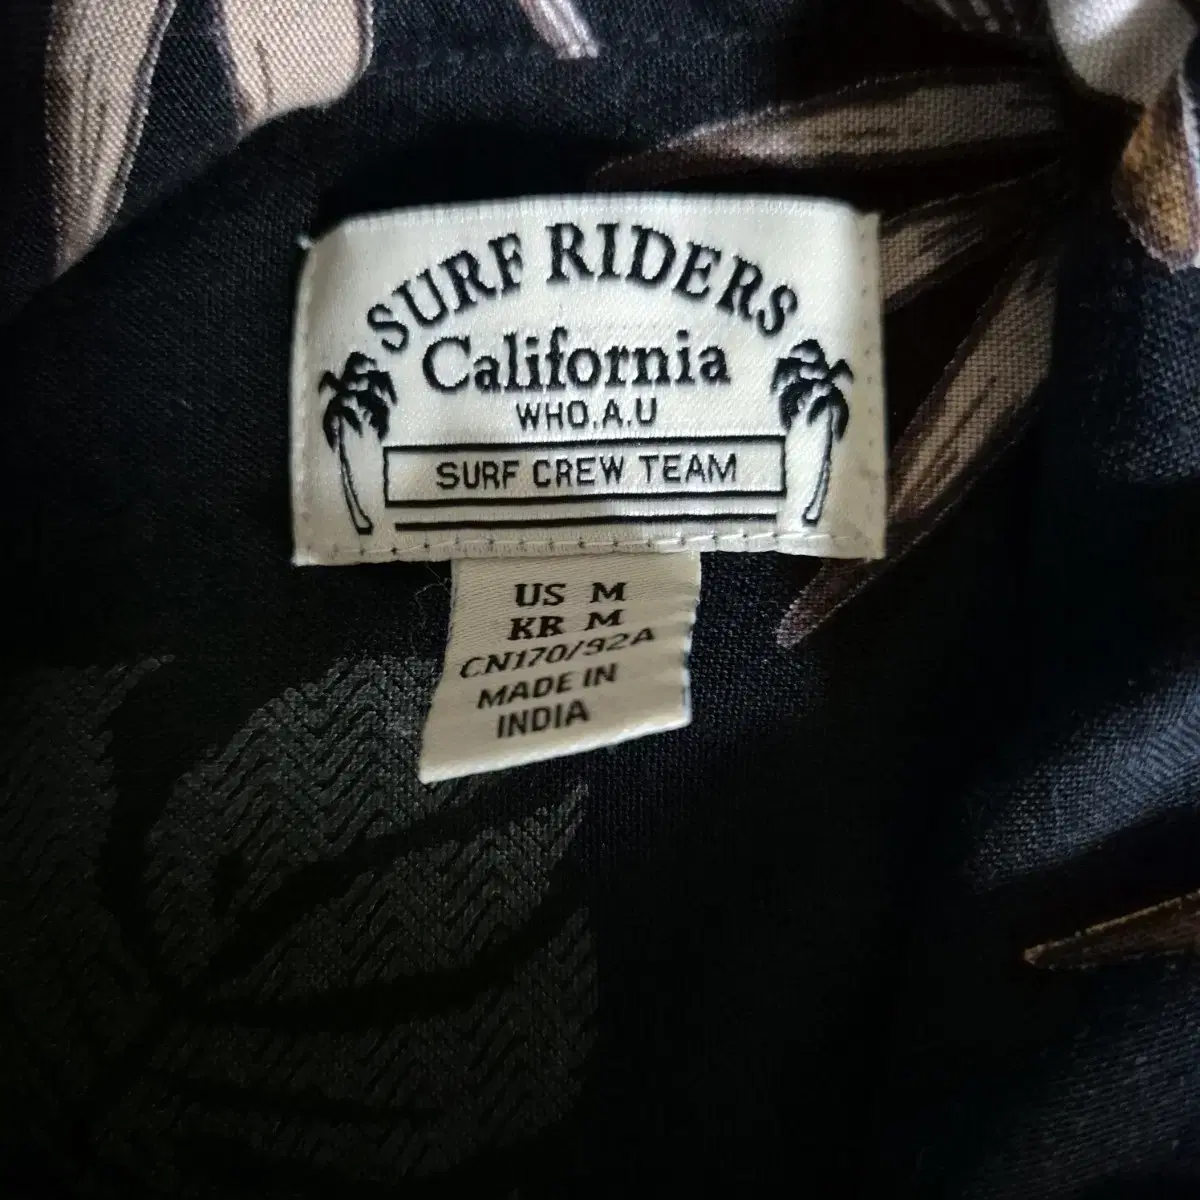 SURF RIDERS
California
WHO.A.U
SURF CREW TEAM
US M
KR M
CN170/92A
MADE IN
INDIA